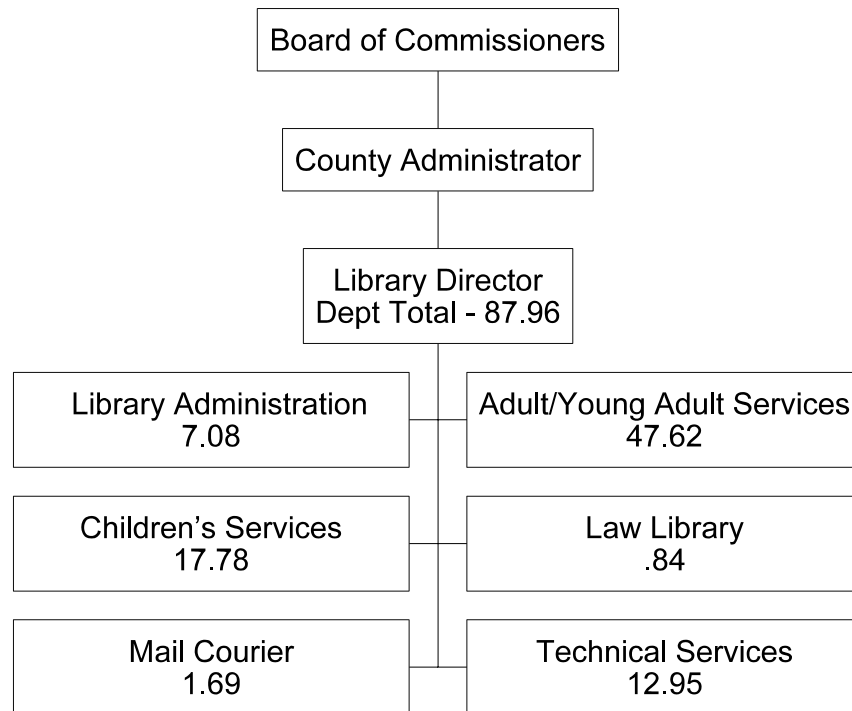 Board of Commissioners
County Administrator
Library Director
Dept Total - 87.96
Library Administration
7.08
Adult/Young Adult Services
47.62
Children’s Services
17.78
Law Library
.84
Mail Courier
1.69
Technical Services
12.95